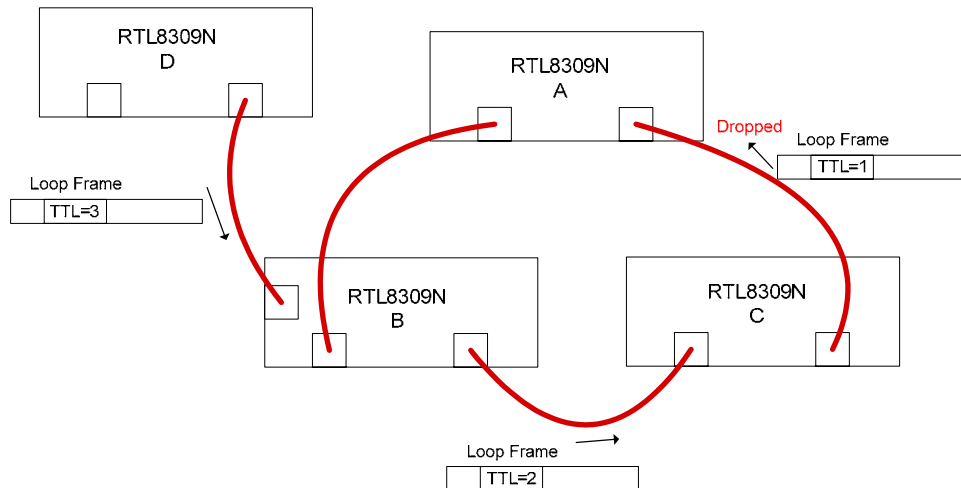 RTL8309N
D
RTL8309N
A
Dropped
Loop Frame
TTL=1
Loop Frame
TTL=3
RTL8309N
B
RTL8309N
C
Loop Frame
TTL=2